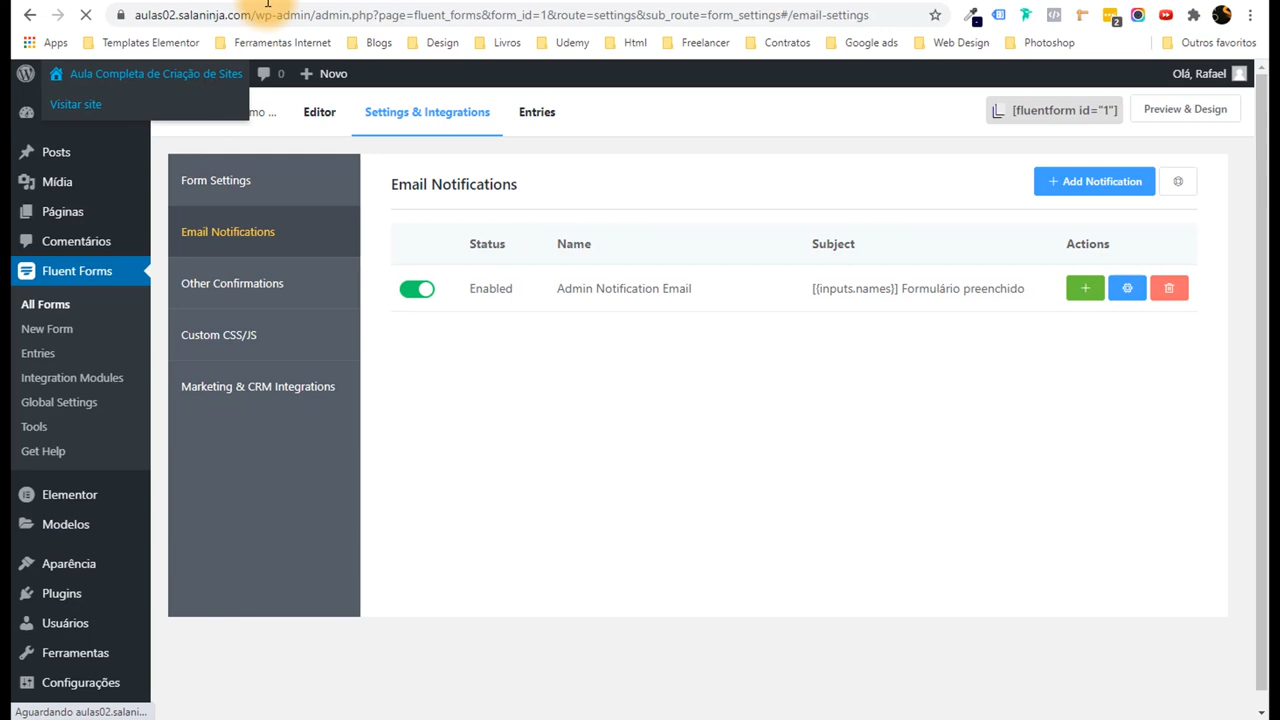 aulas02.salaninja.com/wp-admin/admin.php?page=fluent_forms&form_id=1&route=settings&sub_route=form_settings#/email-settings
2
Apps Templates Elementor Ferramentas Internet Blogs Design Livros Udemy Html Freelancer Contratos Google ads Web Design Photoshop Outros favoritos
Aula Completa de Criação de Sites 0 Novo Olá, Rafael
Visitar site
mo ... Editor Settings & Integrations Entries [fluentform id="1"] Preview & Design
Posts
Mídia
Páginas
Comentários
Fluent Forms
All Forms
New Form
Entries
Integration Modules
Global Settings
Tools
Get Help
Elementor
Modelos
Aparência
Plugins
Usuários
Ferramentas
Configurações
Form Settings
Email Notifications
Other Confirmations
Custom CSS/JS
Marketing & CRM Integrations
Email Notifications Add Notification
Status Name Subject Actions
Enabled Admin Notification Email [{inputs.names}] Formulário preenchido
Aguardando aulas02.salani...